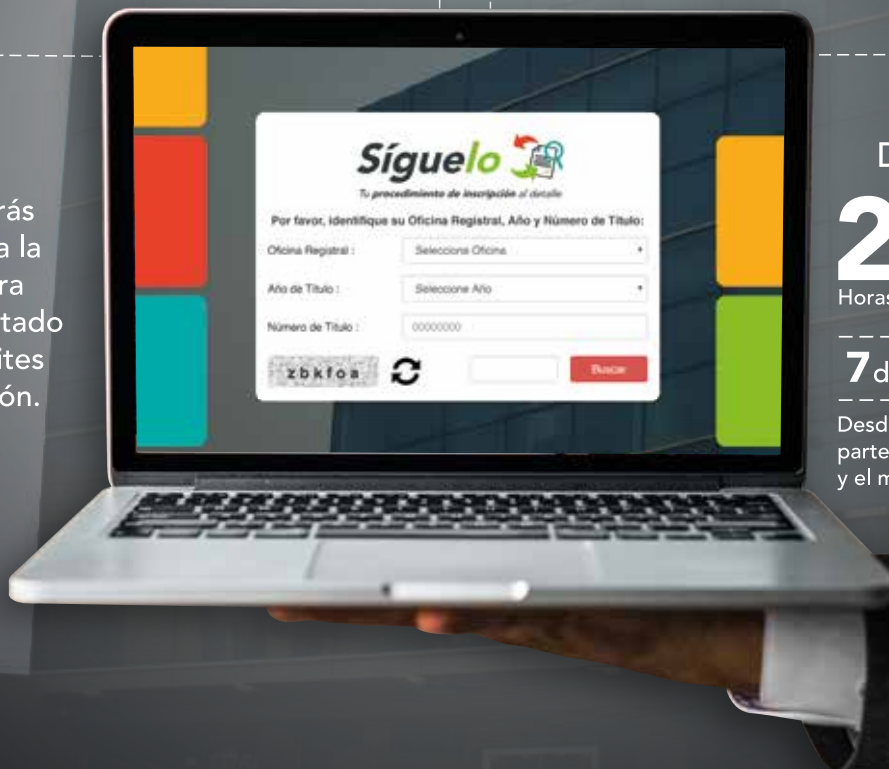 rás
a la
ra
tado
ites
ón.
Síguelo
Tu procedimiento de inscripción al detalle
Por favor, identifique su Oficina Registral, Año y Número de Título:
Oficina Registral :
Seleccione Oficina
Año de Título :
Seleccione Año
Número de Título :
00000000
zbkfoa
Buscar
D
2
Horas
7 d
Desd
parte
y el m